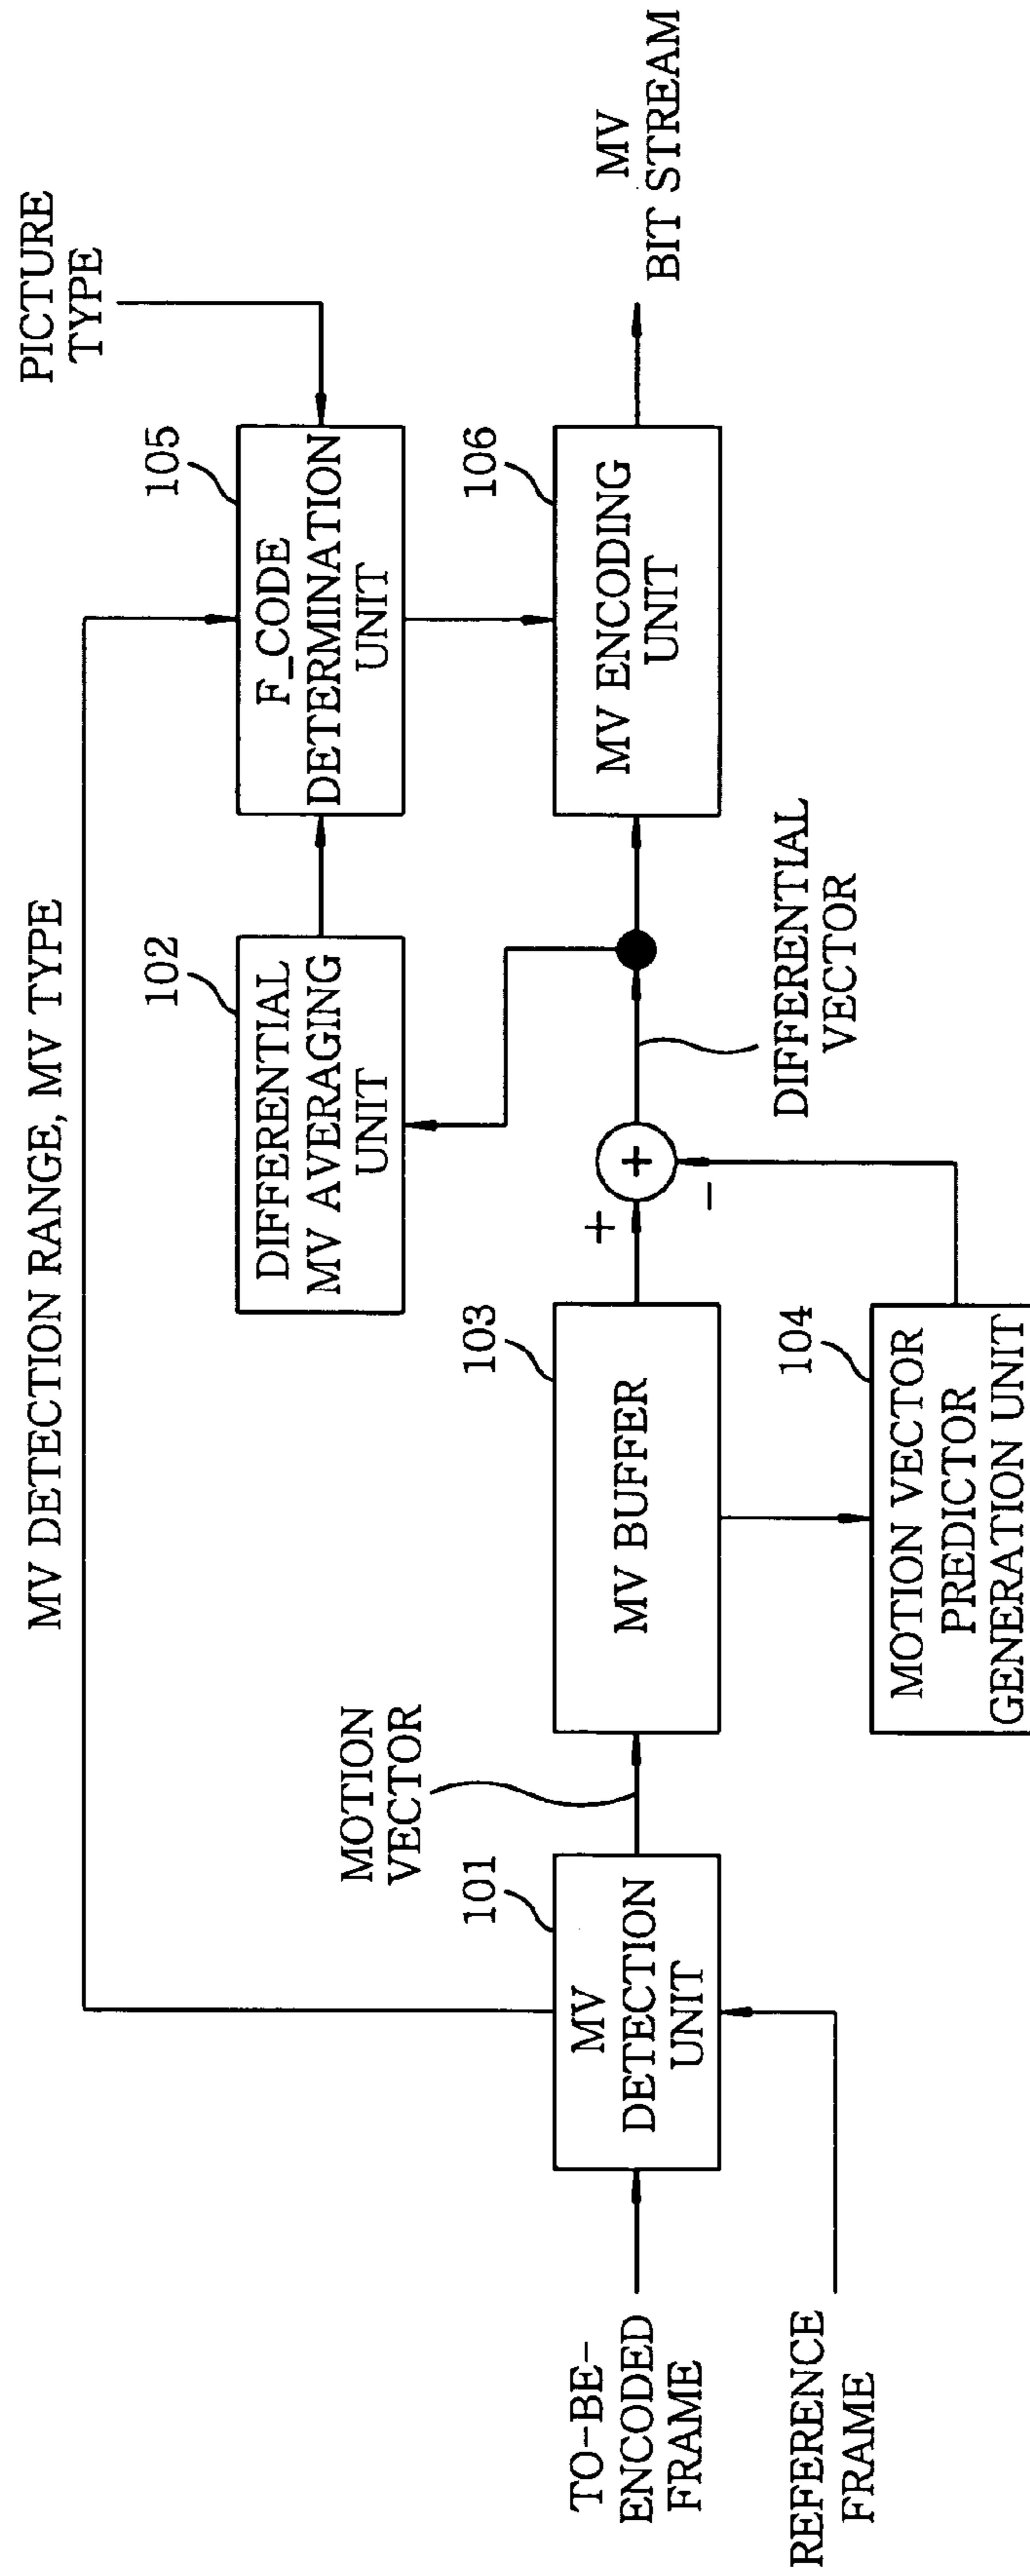 MV DETECTION RANGE, MV TYPE
PICTURE
TYPE
102
DIFFERENTIAL
MV AVERAGING
UNIT
105
F_CODE
DETERMINATION
UNIT
MOTION
VECTOR
101
MV
DETECTION
UNIT
103
MV BUFFER
+
+
-
106
MV ENCODING
UNIT
MV
BIT STREAM
TO-BE-
ENCODED
FRAME
REFERENCE
FRAME
104
MOTION VECTOR
PREDICTOR
GENERATION UNIT
DIFFERENTIAL
VECTOR